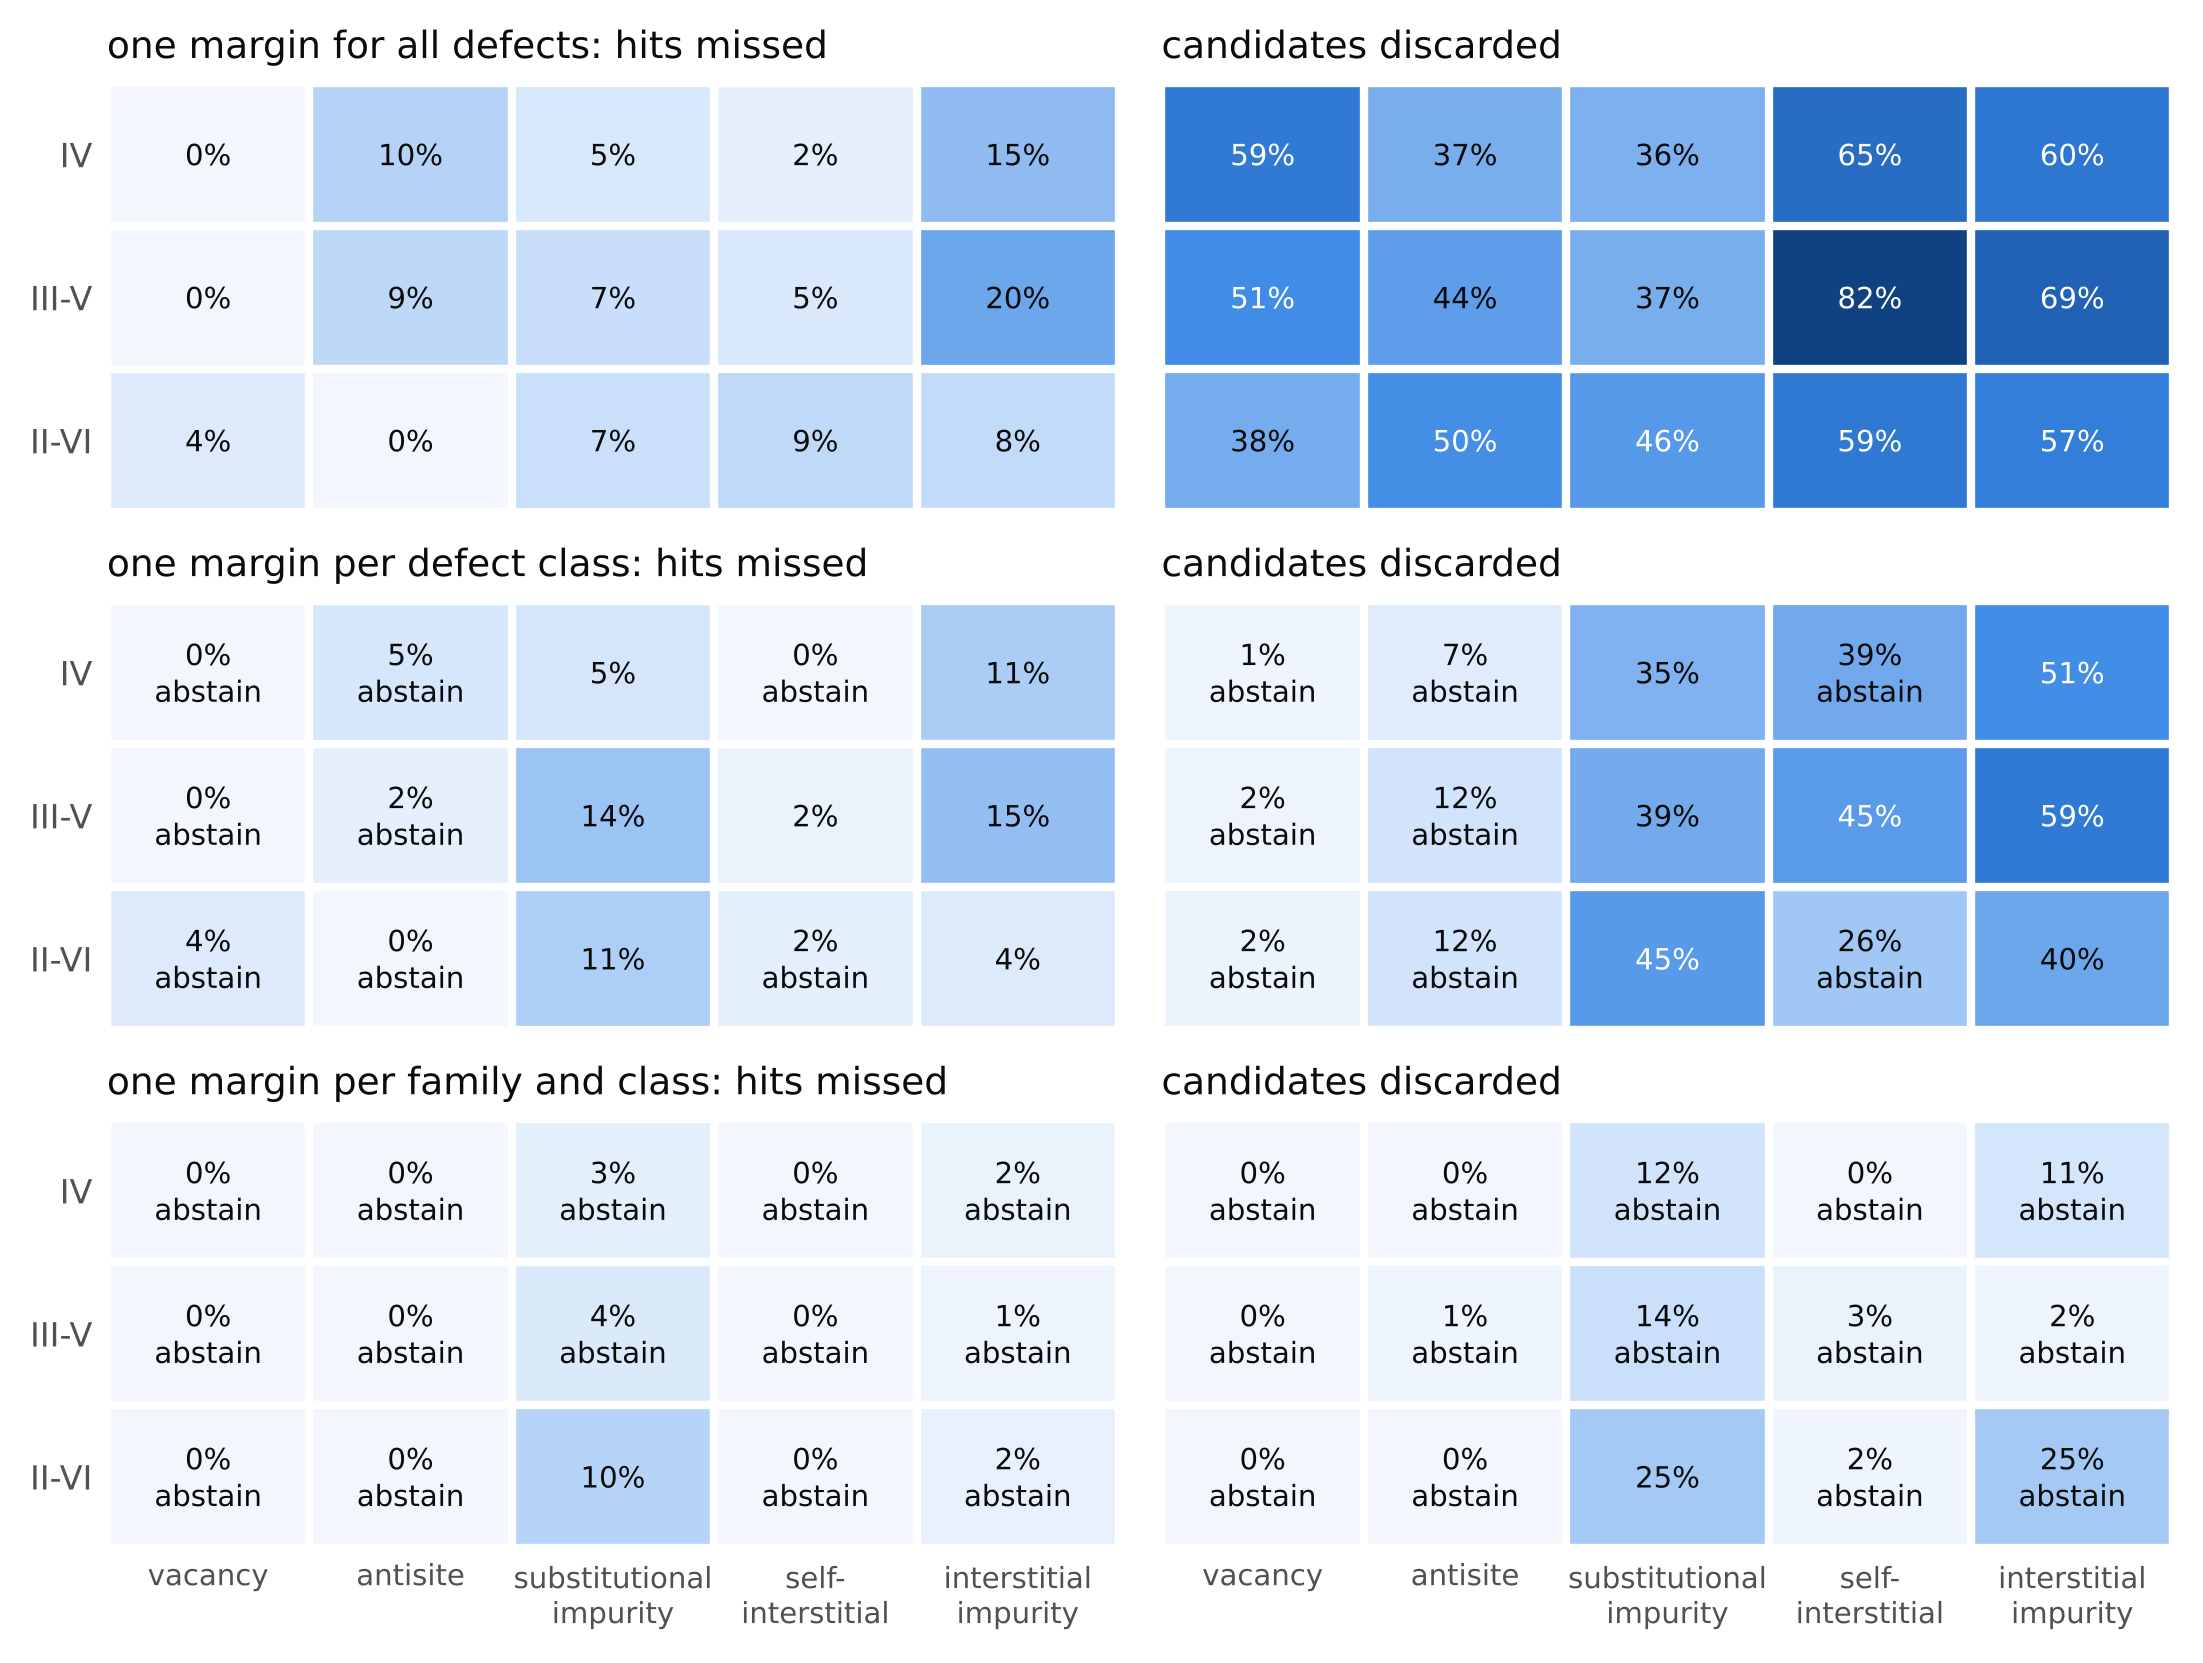 one margin for all defects: hits missed
candidates discarded
IV
0%
10%
5%
2%
15%
59%
37%
36%
65%
60%
III-V
0%
9%
7%
5%
20%
51%
44%
37%
82%
69%
II-VI
4%
0%
7%
9%
8%
38%
50%
46%
59%
57%
one margin per defect class: hits missed
candidates discarded
IV
0%
abstain
5%
abstain
5%
0%
abstain
11%
1%
abstain
7%
abstain
35%
39%
abstain
51%
III-V
0%
abstain
2%
abstain
14%
2%
15%
2%
abstain
12%
abstain
39%
45%
59%
II-VI
4%
abstain
0%
abstain
11%
2%
abstain
4%
2%
abstain
12%
abstain
45%
26%
abstain
40%
one margin per family and class: hits missed
candidates discarded
IV
0%
abstain
0%
abstain
3%
abstain
0%
abstain
2%
abstain
0%
abstain
0%
abstain
12%
abstain
0%
abstain
11%
abstain
III-V
0%
abstain
0%
abstain
4%
abstain
0%
abstain
1%
abstain
0%
abstain
1%
abstain
14%
abstain
3%
abstain
2%
abstain
II-VI
0%
abstain
0%
abstain
10%
0%
abstain
2%
abstain
0%
abstain
0%
abstain
25%
2%
abstain
25%
abstain
vacancy
antisite
substitutional
impurity
self-
interstitial
interstitial
impurity
vacancy
antisite
substitutional
impurity
self-
interstitial
interstitial
impurity